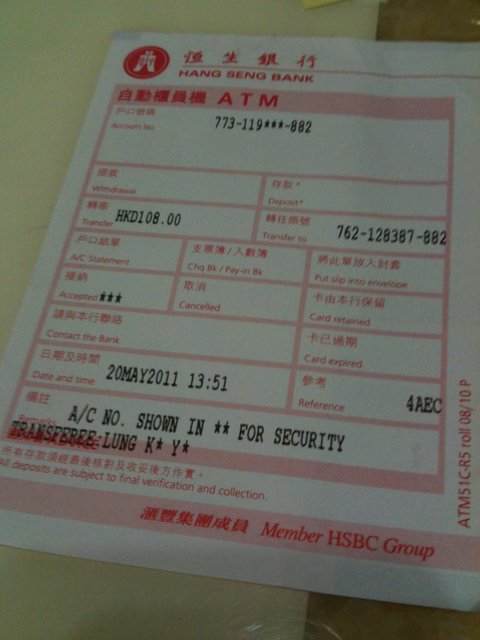 恒生銀行
HANG SENG BANK
自動櫃員機 ATM
戶口號碼
Account No.
773-119***-882
提款
Withdrawal
存款*
Deposit*
轉賬
Transfer HKD108.00
轉往賬號
Transfer to 762-128387-882
戶口結單
A/C Statement
支票簿/入數簿
Chq Bk / Pay-in Bk
將此單放入封套
Put slip into envelope
接納
Accepted ***
取消
Cancelled
卡由本行保留
Card retained
請與本行聯絡
Contact the Bank
卡已過期
Card expired
日期及時間
Date and time 20MAY2011 13:51
參考
Reference 4AEC
備註
Remarks A/C NO. SHOWN IN ** FOR SECURITY
TRANSFEREE:LUNG K* Y*
所有存款須經最後核對及收妥後方作實。
All deposits are subject to final verification and collection.
滙豐集團成員 Member HSBC Group
ATM51C-R5 roll 08/10 P